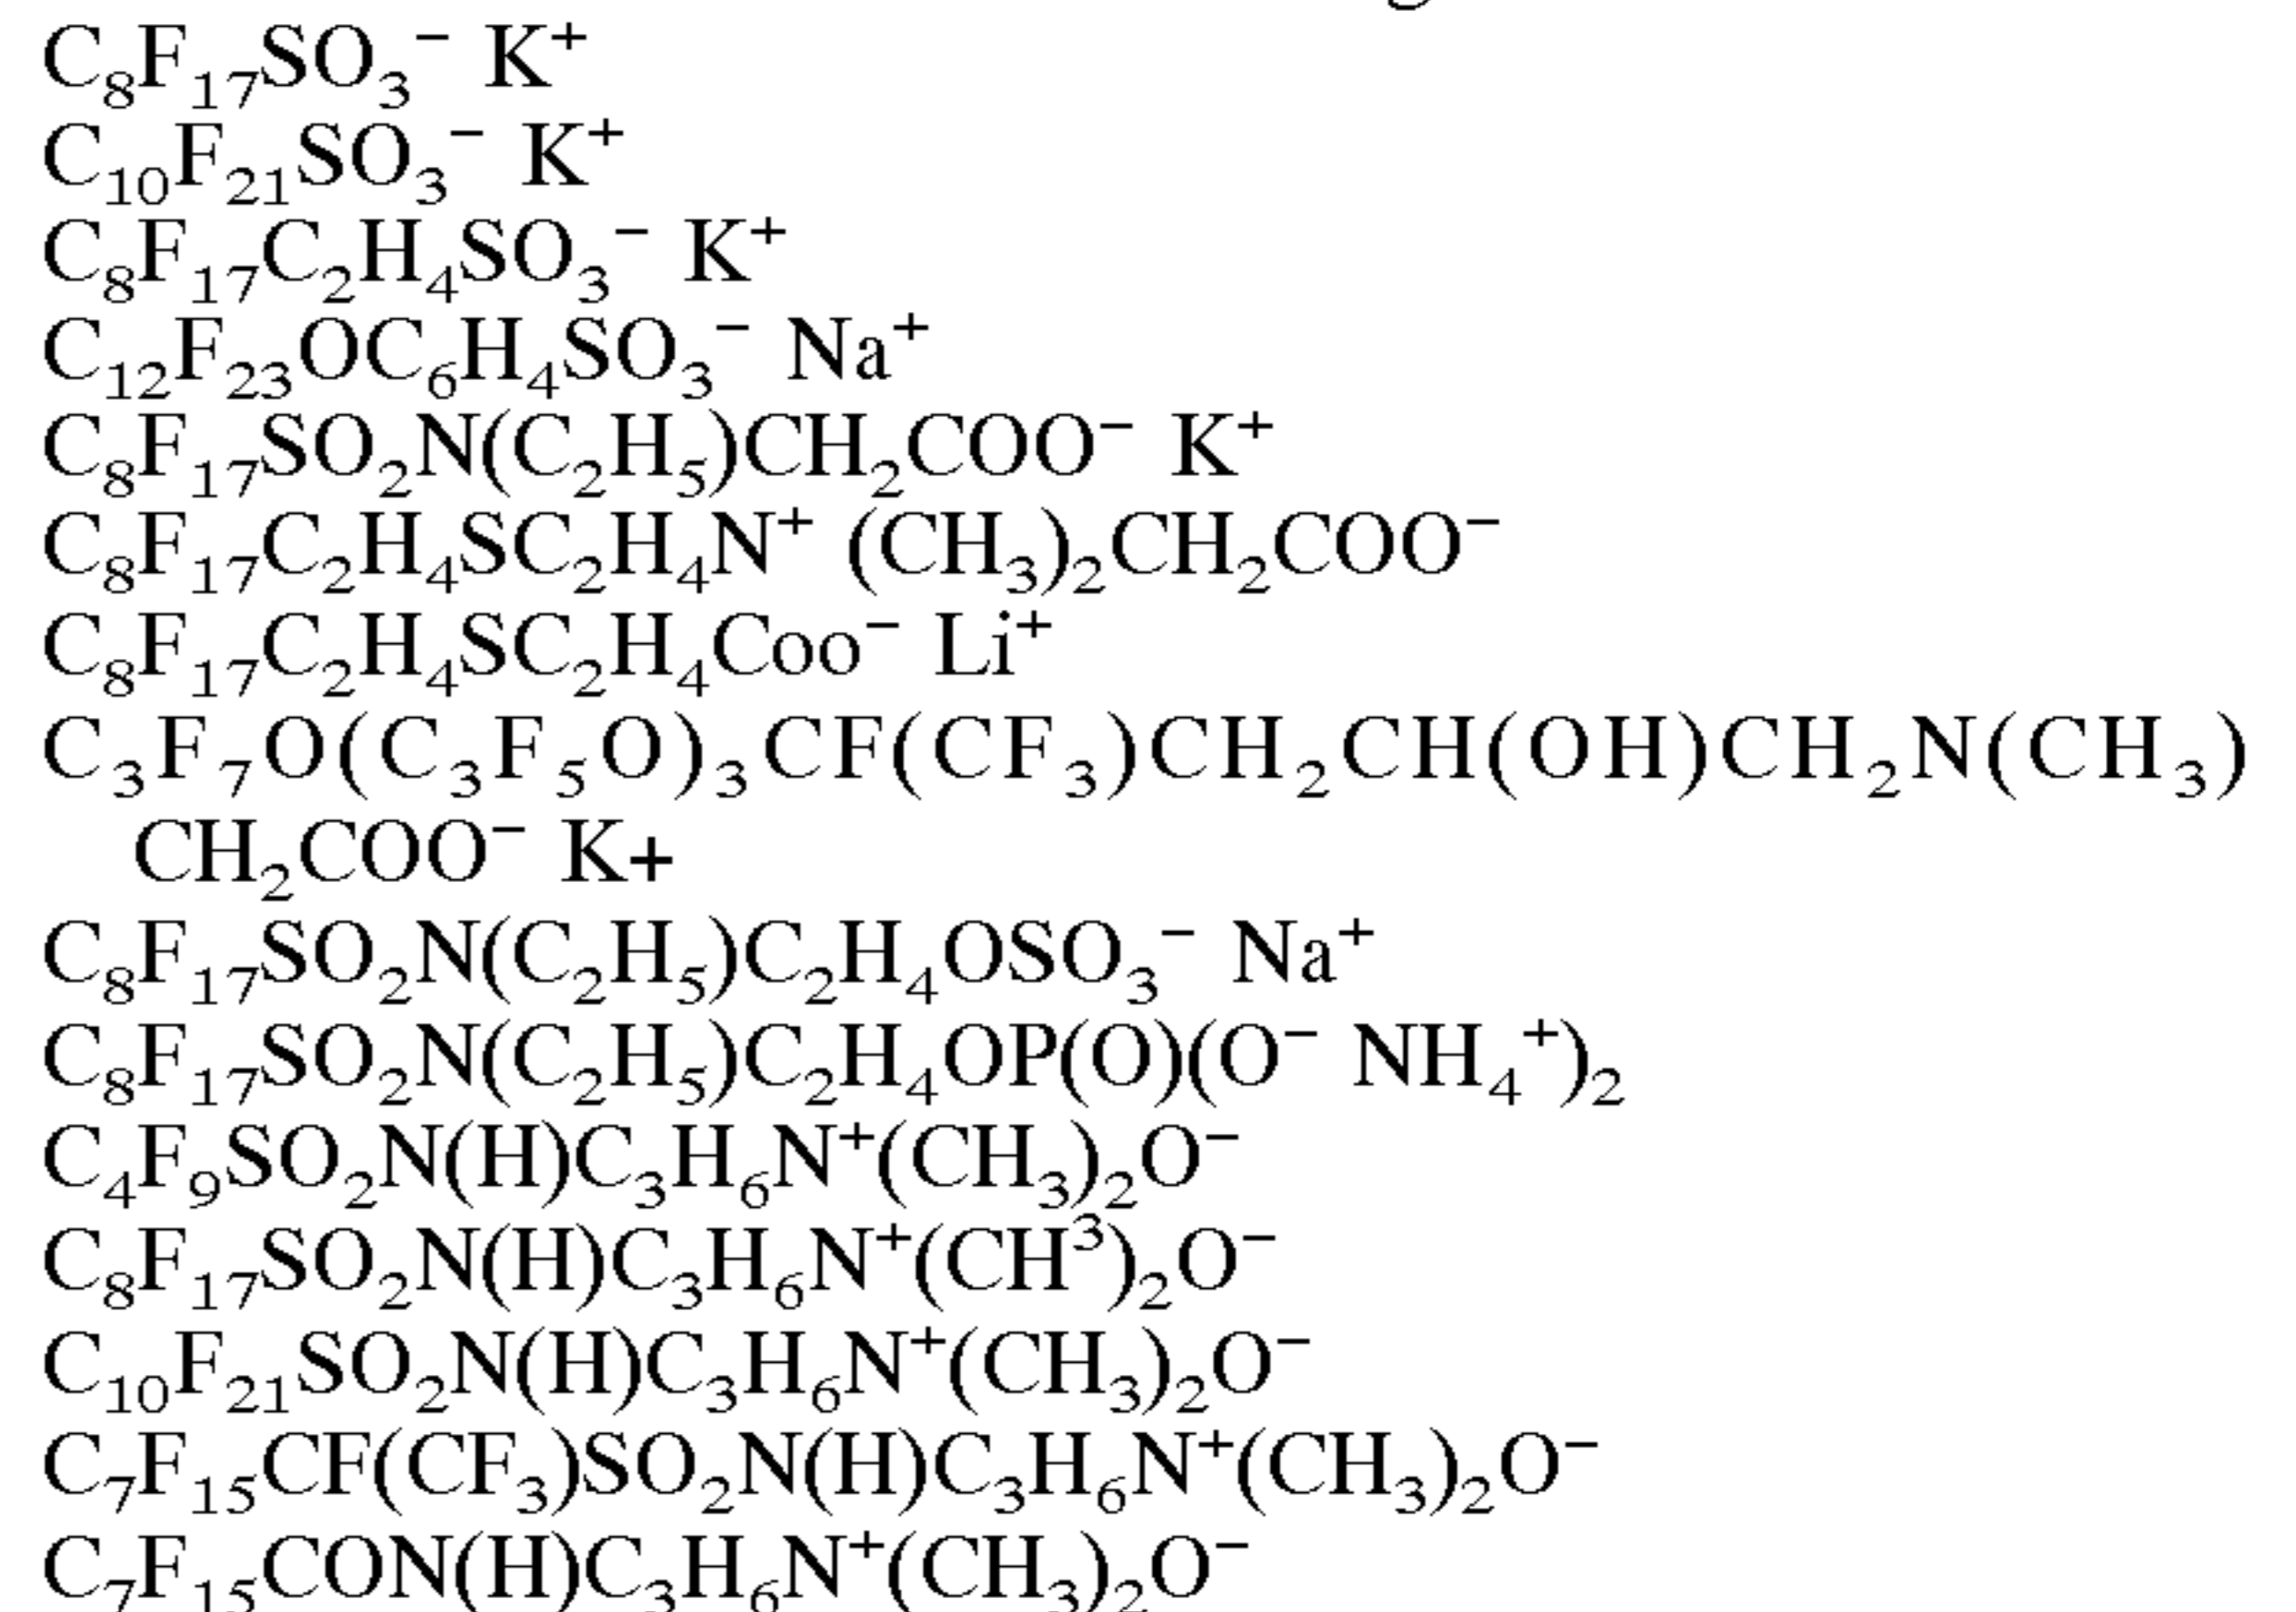 C₈F₁₇SO₃⁻ K⁺
C₁₀F₂₁SO₃⁻ K⁺
C₈F₁₇C₂H₄SO₃⁻ K⁺
C₁₂F₂₃OC₆H₄SO₃⁻ Na⁺
C₈F₁₇SO₂N(C₂H₅)CH₂COO⁻ K⁺
C₈F₁₇C₂H₄SC₂H₄N⁺ (CH₃)₂CH₂COO⁻
C₈F₁₇C₂H₄SC₂H₄Coo⁻ Li⁺
C₃F₇O(C₃F₅O)₃CF(CF₃)CH₂CH(OH)CH₂N(CH₃)
CH₂COO⁻ K+
C₈F₁₇SO₂N(C₂H₅)C₂H₄OSO₃⁻ Na⁺
C₈F₁₇SO₂N(C₂H₅)C₂H₄OP(O)(O⁻ NH₄⁺)₂
C₄F₉SO₂N(H)C₃H₆N⁺(CH₃)₂O⁻
C₈F₁₇SO₂N(H)C₃H₆N⁺(CH³)₂O⁻
C₁₀F₂₁SO₂N(H)C₃H₆N⁺(CH₃)₂O⁻
C₇F₁₅CF(CF₃)SO₂N(H)C₃H₆N⁺(CH₃)₂O⁻
C₇F₁₅CON(H)C₃H₆N⁺(CH₃)₂O⁻